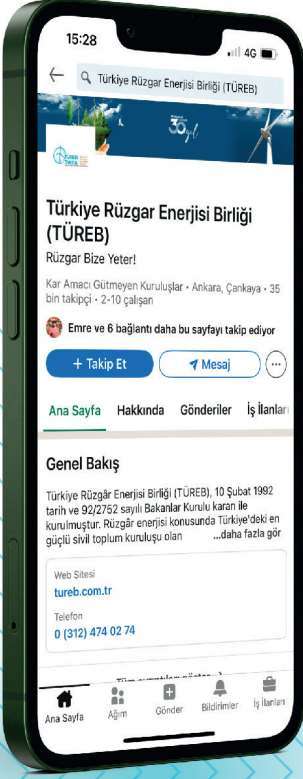 15:28
4G
Türkiye Rüzgar Enerjisi Birliği (TÜREB)
30.yıl
TÜREB
TWEA
Türkiye Rüzgar Enerjisi Birliği
(TÜREB)
Rüzgar Bize Yeter!
Kar Amacı Gütmeyen Kuruluşlar • Ankara, Çankaya • 35
bin takipçi • 2-10 çalışan
Emre ve 6 bağlantı daha bu sayfayı takip ediyor
+ Takip Et
Mesaj
Ana Sayfa Hakkında Gönderiler İş İlanları
Genel Bakış
Türkiye Rüzgâr Enerjisi Birliği (TÜREB), 10 Şubat 1992
tarih ve 92/2752 sayılı Bakanlar Kurulu kararı ile
kurulmuştur. Rüzgâr enerjisi konusunda Türkiye'deki en
güçlü sivil toplum kuruluşu olan ...daha fazla gör
Web Sitesi
tureb.com.tr
Telefon
0 (312) 474 02 74
Ana Sayfa Ağım Gönder Bildirimler İş İlanları